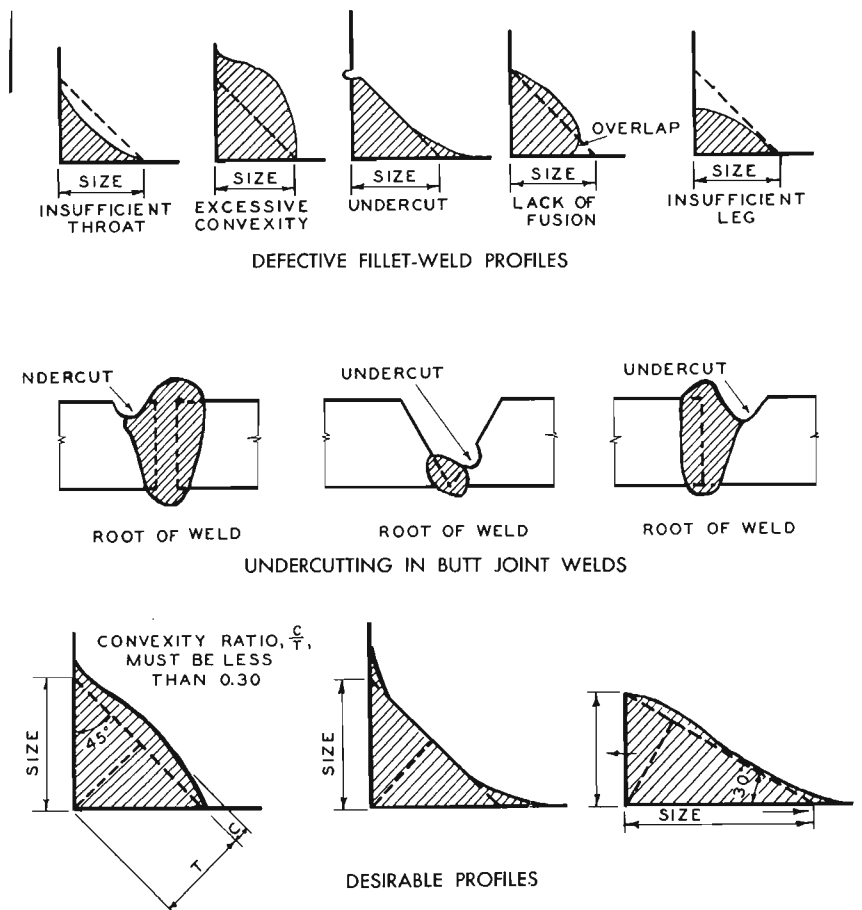 OVERLAP
SIZE
INSUFFICIENT
THROAT
SIZE
EXCESSIVE
CONVEXITY
SIZE
UNDERCUT
SIZE
LACK OF
FUSION
SIZE
INSUFFICIENT
LEG
DEFECTIVE FILLET-WELD PROFILES
NDERCUT
UNDERCUT
UNDERCUT
ROOT OF WELD
ROOT OF WELD
ROOT OF WELD
UNDERCUTTING IN BUTT JOINT WELDS
CONVEXITY RATIO, C/T,
MUST BE LESS
THAN 0.30
SIZE
45°
C
T
SIZE
30°
SIZE
DESIRABLE PROFILES